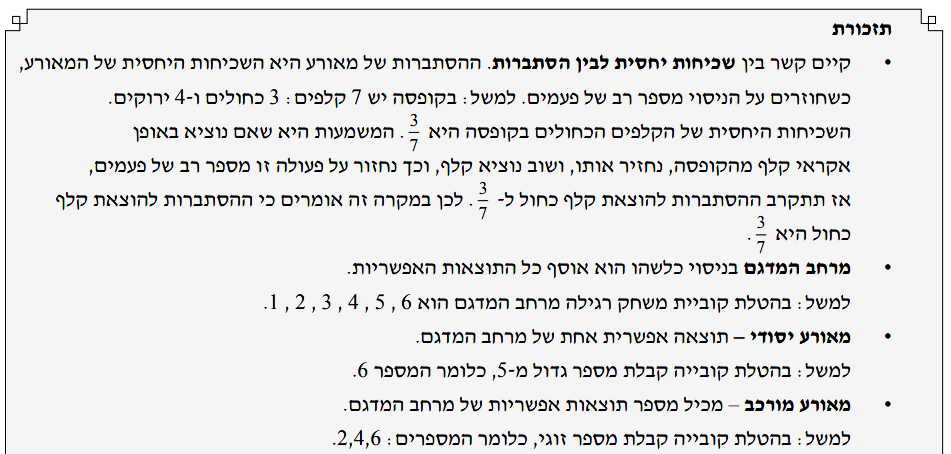 תזכורת
• קיים קשר בין שכיחות יחסית לבין הסתברות. ההסתברות של מאורע היא השכיחות היחסית של המאורע,
כשחוזרים על הניסוי מספר רב של פעמים. למשל: בקופסה יש 7 קלפים: 3 כחולים ו-4 ירוקים.
השכיחות היחסית של הקלפים הכחולים בקופסה היא 3/7. המשמעות היא שאם נוציא באופן
אקראי קלף מהקופסה, נחזיר אותו, ושוב נוציא קלף, וכך נחזור על פעולה זו מספר רב של פעמים,
אז תתקרב ההסתברות להוצאת קלף כחול ל- 3/7. לכן במקרה זה אומרים כי ההסתברות להוצאת קלף
כחול היא 3/7.
• מרחב המדגם בניסוי כלשהו הוא אוסף כל התוצאות האפשריות.
למשל: בהטלת קוביית משחק רגילה מרחב המדגם הוא 6 , 5 , 4 , 3 , 2 , 1.
• מאורע יסודי – תוצאה אפשרית אחת של מרחב המדגם.
למשל: בהטלת קובייה קבלת מספר גדול מ-5, כלומר המספר 6.
• מאורע מורכב – מכיל מספר תוצאות אפשריות של מרחב המדגם.
למשל: בהטלת קובייה קבלת מספר זוגי, כלומר המספרים: 2,4,6.